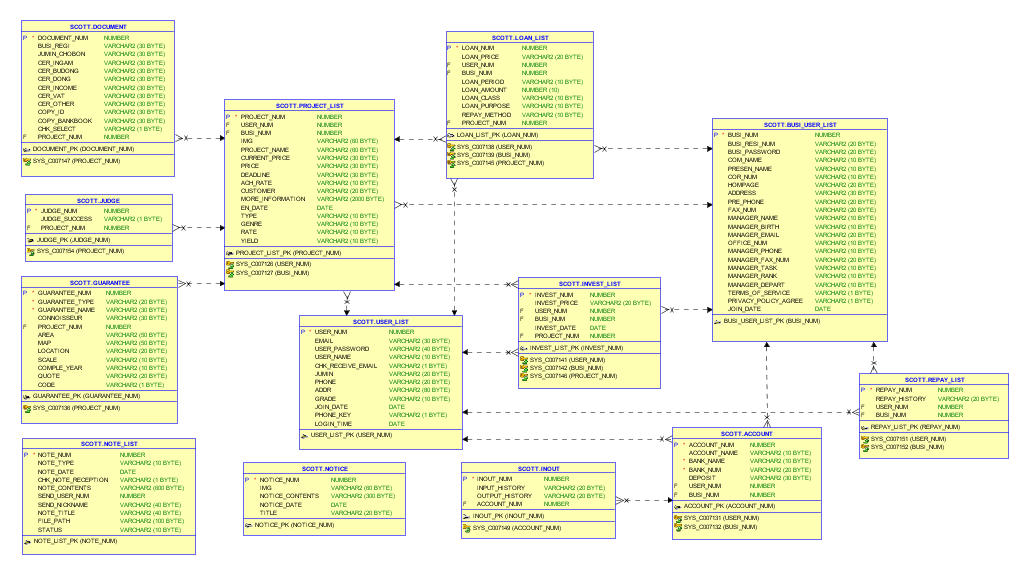 SCOTT.DOCUMENT
P * DOCUMENT_NUM NUMBER
BUSI_REGI VARCHAR2 (30 BYTE)
JUMIN_CHOBON VARCHAR2 (30 BYTE)
CER_INGAM VARCHAR2 (30 BYTE)
CER_BUDONG VARCHAR2 (30 BYTE)
CER_DONG VARCHAR2 (30 BYTE)
CER_INCOME VARCHAR2 (30 BYTE)
CER_VAT VARCHAR2 (30 BYTE)
CER_OTHER VARCHAR2 (30 BYTE)
COPY_ID VARCHAR2 (30 BYTE)
COPY_BANKBOOK VARCHAR2 (30 BYTE)
CHK_SELECT VARCHAR2 (1 BYTE)
F PROJECT_NUM NUMBER
DOCUMENT_PK (DOCUMENT_NUM)
SYS_C007147 (PROJECT_NUM)
SCOTT.JUDGE
P * JUDGE_NUM NUMBER
JUDGE_SUCCESS VARCHAR2 (1 BYTE)
F PROJECT_NUM NUMBER
JUDGE_PK (JUDGE_NUM)
SYS_C007154 (PROJECT_NUM)
SCOTT.GUARANTEE
P * GUARANTEE_NUM NUMBER
* GUARANTEE_TYPE VARCHAR2 (20 BYTE)
* GUARANTEE_NAME VARCHAR2 (30 BYTE)
CONNOISSEUR VARCHAR2 (30 BYTE)
F PROJECT_NUM NUMBER
AREA VARCHAR2 (50 BYTE)
MAP VARCHAR2 (50 BYTE)
LOCATION VARCHAR2 (20 BYTE)
SCALE VARCHAR2 (10 BYTE)
COMPLE_YEAR VARCHAR2 (10 BYTE)
QUOTE VARCHAR2 (20 BYTE)
CODE VARCHAR2 (1 BYTE)
GUARANTEE_PK (GUARANTEE_NUM)
SYS_C007136 (PROJECT_NUM)
SCOTT.NOTE_LIST
P * NOTE_NUM NUMBER
NOTE_TYPE VARCHAR2 (10 BYTE)
NOTE_DATE DATE
CHK_NOTE_RECEPTION VARCHAR2 (1 BYTE)
NOTE_CONTENTS VARCHAR2 (600 BYTE)
SEND_USER_NUM NUMBER
SEND_NICKNAME VARCHAR2 (40 BYTE)
NOTE_TITLE VARCHAR2 (40 BYTE)
FILE_PATH VARCHAR2 (100 BYTE)
STATUS VARCHAR2 (10 BYTE)
NOTE_LIST_PK (NOTE_NUM)
SCOTT.PROJECT_LIST
P * PROJECT_NUM NUMBER
F USER_NUM NUMBER
F BUSI_NUM NUMBER
IMG VARCHAR2 (60 BYTE)
PROJECT_NAME VARCHAR2 (60 BYTE)
CURRENT_PRICE VARCHAR2 (30 BYTE)
PRICE VARCHAR2 (30 BYTE)
DEADLINE VARCHAR2 (30 BYTE)
ACH_RATE VARCHAR2 (10 BYTE)
CUSTOMER VARCHAR2 (20 BYTE)
MORE_INFORMATION VARCHAR2 (2000 BYTE)
EN_DATE DATE
TYPE VARCHAR2 (10 BYTE)
GENRE VARCHAR2 (10 BYTE)
RATE VARCHAR2 (10 BYTE)
YIELD VARCHAR2 (10 BYTE)
PROJECT_LIST_PK (PROJECT_NUM)
SYS_C007126 (USER_NUM)
SYS_C007127 (BUSI_NUM)
SCOTT.USER_LIST
P * USER_NUM NUMBER
EMAIL VARCHAR2 (30 BYTE)
USER_PASSWORD VARCHAR2 (40 BYTE)
USER_NAME VARCHAR2 (10 BYTE)
CHK_RECEIVE_EMAIL VARCHAR2 (1 BYTE)
JUMIN VARCHAR2 (20 BYTE)
PHONE VARCHAR2 (20 BYTE)
ADDR VARCHAR2 (60 BYTE)
GRADE VARCHAR2 (10 BYTE)
JOIN_DATE DATE
PHONE_KEY VARCHAR2 (1 BYTE)
LOGIN_TIME DATE
USER_LIST_PK (USER_NUM)
SCOTT.NOTICE
P * NOTICE_NUM NUMBER
IMG VARCHAR2 (60 BYTE)
NOTICE_CONTENTS VARCHAR2 (300 BYTE)
NOTICE_DATE DATE
TITLE VARCHAR2 (20 BYTE)
NOTICE_PK (NOTICE_NUM)
SCOTT.LOAN_LIST
P * LOAN_NUM NUMBER
LOAN_PRICE VARCHAR2 (20 BYTE)
F USER_NUM NUMBER
F BUSI_NUM NUMBER
LOAN_PERIOD VARCHAR2 (10 BYTE)
LOAN_AMOUNT NUMBER (10)
LOAN_CLASS VARCHAR2 (10 BYTE)
LOAN_PURPOSE VARCHAR2 (10 BYTE)
REPAY_METHOD VARCHAR2 (10 BYTE)
F PROJECT_NUM NUMBER
LOAN_LIST_PK (LOAN_NUM)
SYS_C007138 (USER_NUM)
SYS_C007139 (BUSI_NUM)
SYS_C007145 (PROJECT_NUM)
SCOTT.INVEST_LIST
P * INVEST_NUM NUMBER
INVEST_PRICE VARCHAR2 (20 BYTE)
F USER_NUM NUMBER
F BUSI_NUM NUMBER
INVEST_DATE DATE
F PROJECT_NUM NUMBER
INVEST_LIST_PK (INVEST_NUM)
SYS_C007141 (USER_NUM)
SYS_C007142 (BUSI_NUM)
SYS_C007146 (PROJECT_NUM)
SCOTT.INOUT
P * INOUT_NUM NUMBER
INPUT_HISTORY VARCHAR2 (20 BYTE)
OUTPUT_HISTORY VARCHAR2 (20 BYTE)
F ACCOUNT_NUM NUMBER
INOUT_PK (INOUT_NUM)
SYS_C007149 (ACCOUNT_NUM)
SCOTT.BUSI_USER_LIST
P * BUSI_NUM NUMBER
BUSI_RESI_NUM VARCHAR2 (20 BYTE)
BUSI_PASSWORD VARCHAR2 (20 BYTE)
COM_NAME VARCHAR2 (10 BYTE)
PRESEN_NAME VARCHAR2 (10 BYTE)
COR_NUM VARCHAR2 (10 BYTE)
HOMPAGE VARCHAR2 (20 BYTE)
ADDRESS VARCHAR2 (30 BYTE)
PRE_PHONE VARCHAR2 (20 BYTE)
FAX_NUM VARCHAR2 (20 BYTE)
MANAGER_NAME VARCHAR2 (10 BYTE)
MANAGER_BIRTH VARCHAR2 (10 BYTE)
MANAGER_EMAIL VARCHAR2 (20 BYTE)
OFFICE_NUM VARCHAR2 (10 BYTE)
MANAGER_PHONE VARCHAR2 (20 BYTE)
MANAGER_FAX_NUM VARCHAR2 (20 BYTE)
MANAGER_TASK VARCHAR2 (10 BYTE)
MANAGER_RANK VARCHAR2 (10 BYTE)
MANAGER_DEPART VARCHAR2 (10 BYTE)
TERMS_OF_SERVICE VARCHAR2 (1 BYTE)
PRIVACY_POLICY_AGREE VARCHAR2 (1 BYTE)
JOIN_DATE DATE
BUSI_USER_LIST_PK (BUSI_NUM)
SCOTT.ACCOUNT
P * ACCOUNT_NUM NUMBER
ACCOUNT_NAME VARCHAR2 (10 BYTE)
* BANK_NAME VARCHAR2 (10 BYTE)
* BANK_NUM VARCHAR2 (20 BYTE)
DEPOSIT VARCHAR2 (30 BYTE)
F USER_NUM NUMBER
F BUSI_NUM NUMBER
ACCOUNT_PK (ACCOUNT_NUM)
SYS_C007131 (USER_NUM)
SYS_C007132 (BUSI_NUM)
SCOTT.REPAY_LIST
P * REPAY_NUM NUMBER
REPAY_HISTORY VARCHAR2 (20 BYTE)
F USER_NUM NUMBER
F BUSI_NUM NUMBER
REPAY_LIST_PK (REPAY_NUM)
SYS_C007151 (USER_NUM)
SYS_C007152 (BUSI_NUM)